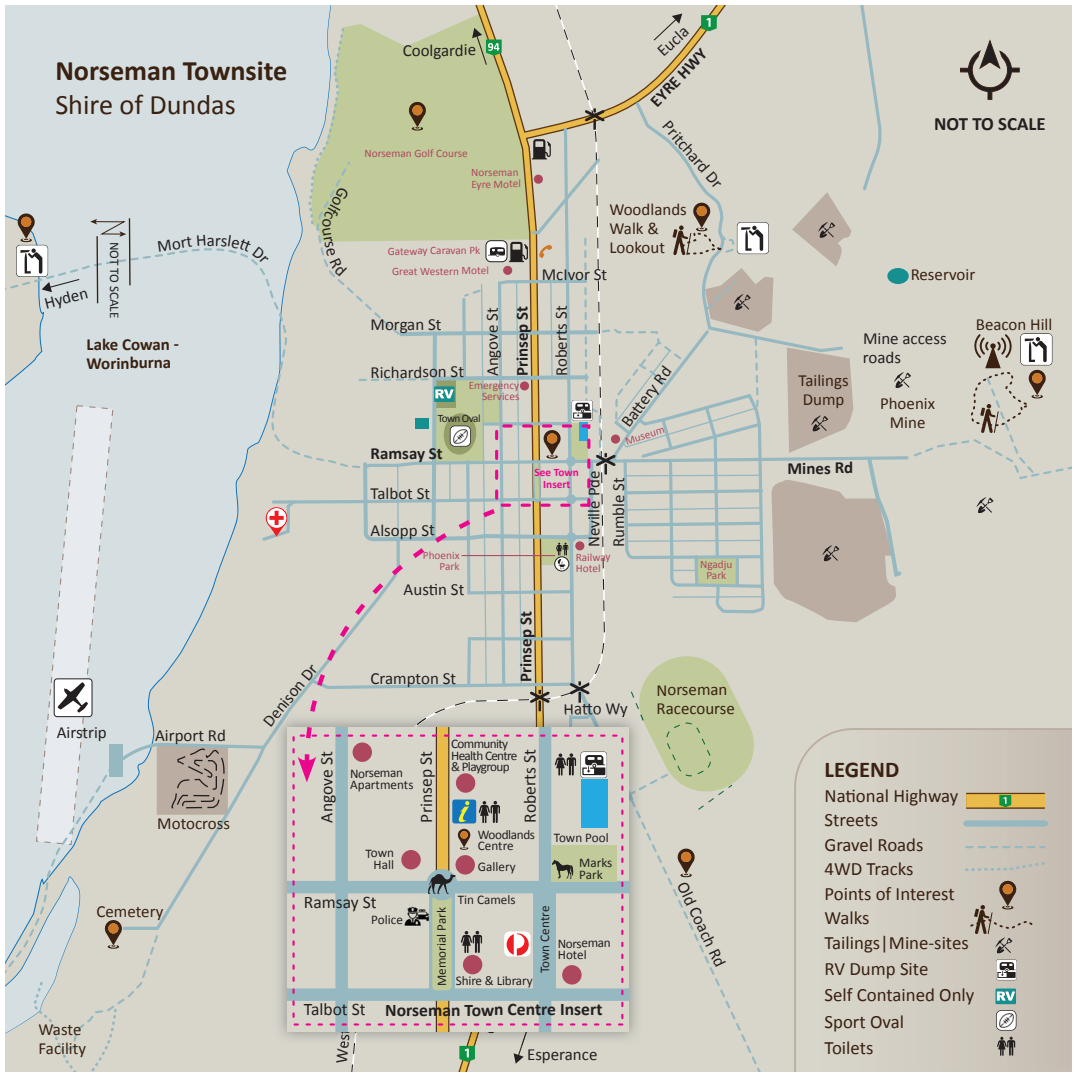 Norseman Townsite
Shire of Dundas
Coolgardie
94
1
Eucla
EYRE HWY
NOT TO SCALE
Norseman Golf Course
Norseman
Eyre Motel
Pritchard Dr
Golfcourse Rd
Woodlands
Walk &
Lookout
Mort Harslett Dr
N
NOT TO SCALE
Hyden
Gateway Caravan Pk
Great Western Motel
McIvor St
Reservoir
Lake Cowan -
Worinburna
Morgan St
Angove St
Prinsep St
Roberts St
Richardson St
RV
Emergency
Services
Town Oval
Battery Rd
Museum
Tailings
Dump
Mine access
roads
Phoenix
Mine
Beacon Hill
Ramsay St
See Town
Insert
Mines Rd
Talbot St
Neville Pde
Rumble St
Alsopp St
Phoenix
Park
Railway
Hotel
Ngadju
Park
Austin St
Prinsep St
Crampton St
Denison Dr
Hatto Wy
Norseman
Racecourse
Airstrip
Airport Rd
Motocross
Cemetery
Waste
Facility
Old Coach Rd
Angove St
Norseman
Apartments
Prinsep St
Community
Health Centre
& Playgroup
Roberts St
i
Woodlands
Centre
Town Pool
Town
Hall
Gallery
Marks
Park
Ramsay St
Tin Camels
Police
Memorial Park
Town Centre
Norseman
Hotel
Shire & Library
Talbot St
Norseman Town Centre Insert
West
1
Esperance
LEGEND
National Highway
1
Streets
Gravel Roads
4WD Tracks
Points of Interest
Walks
Tailings|Mine-sites
RV Dump Site
Self Contained Only
RV
Sport Oval
Toilets